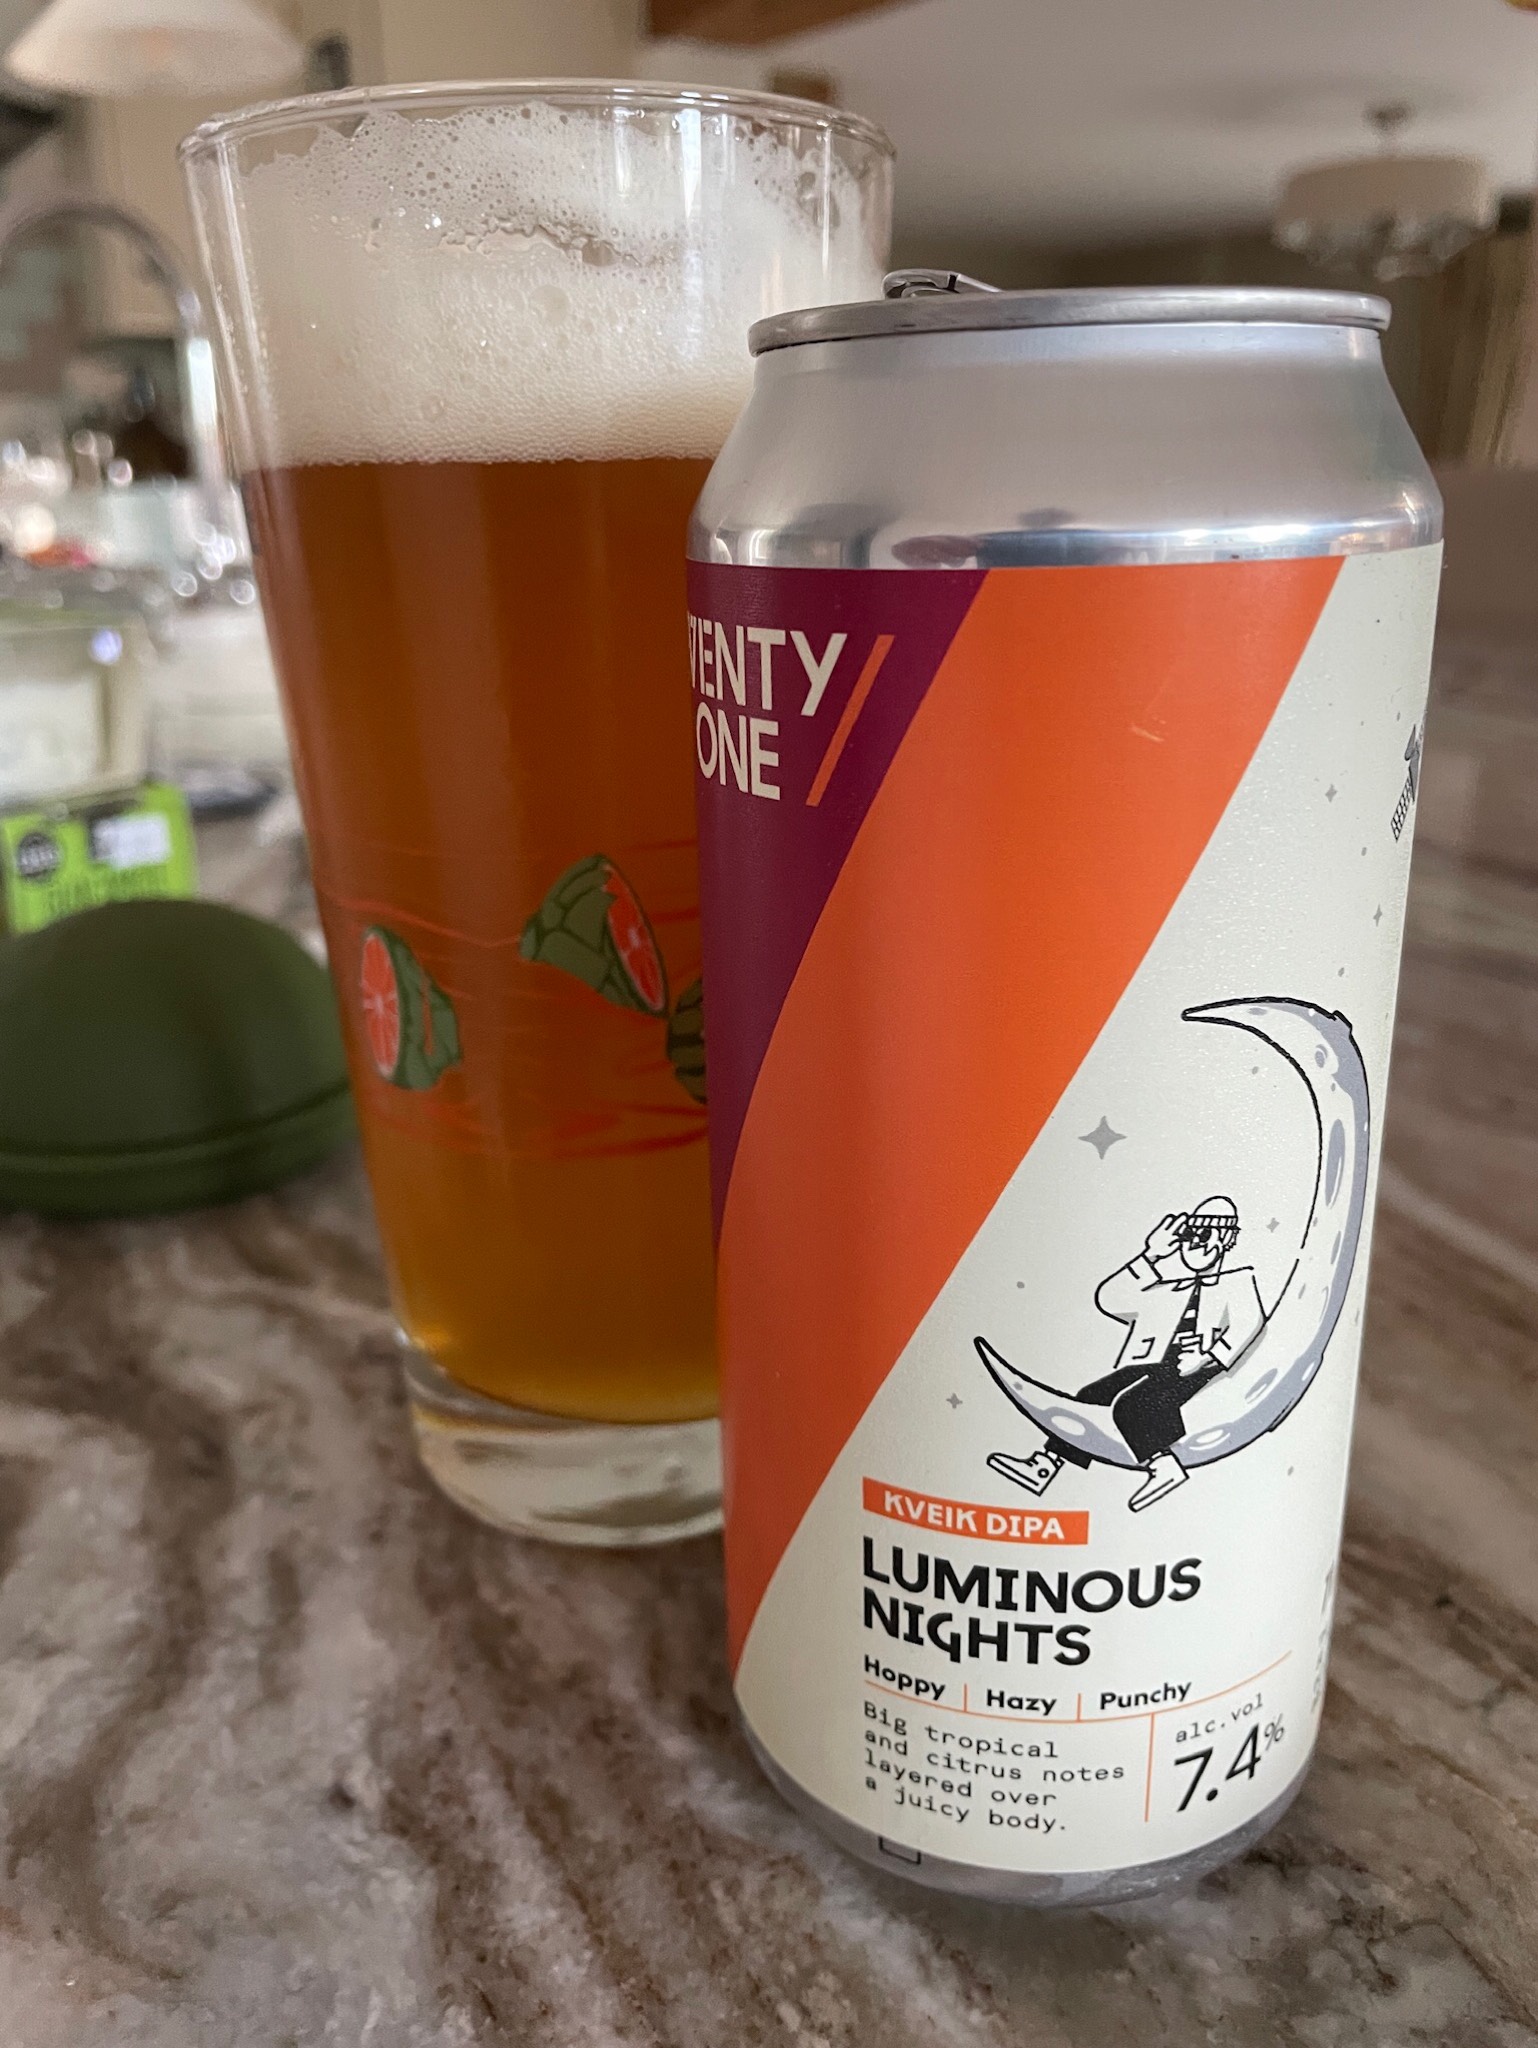 WENTY
ONE
KVEIK DIPA
LUMINOUS
NIGHTS
Hoppy | Hazy | Punchy
Big tropical
and citrus notes
layered over
a juicy body.
alc.vol
7.4%